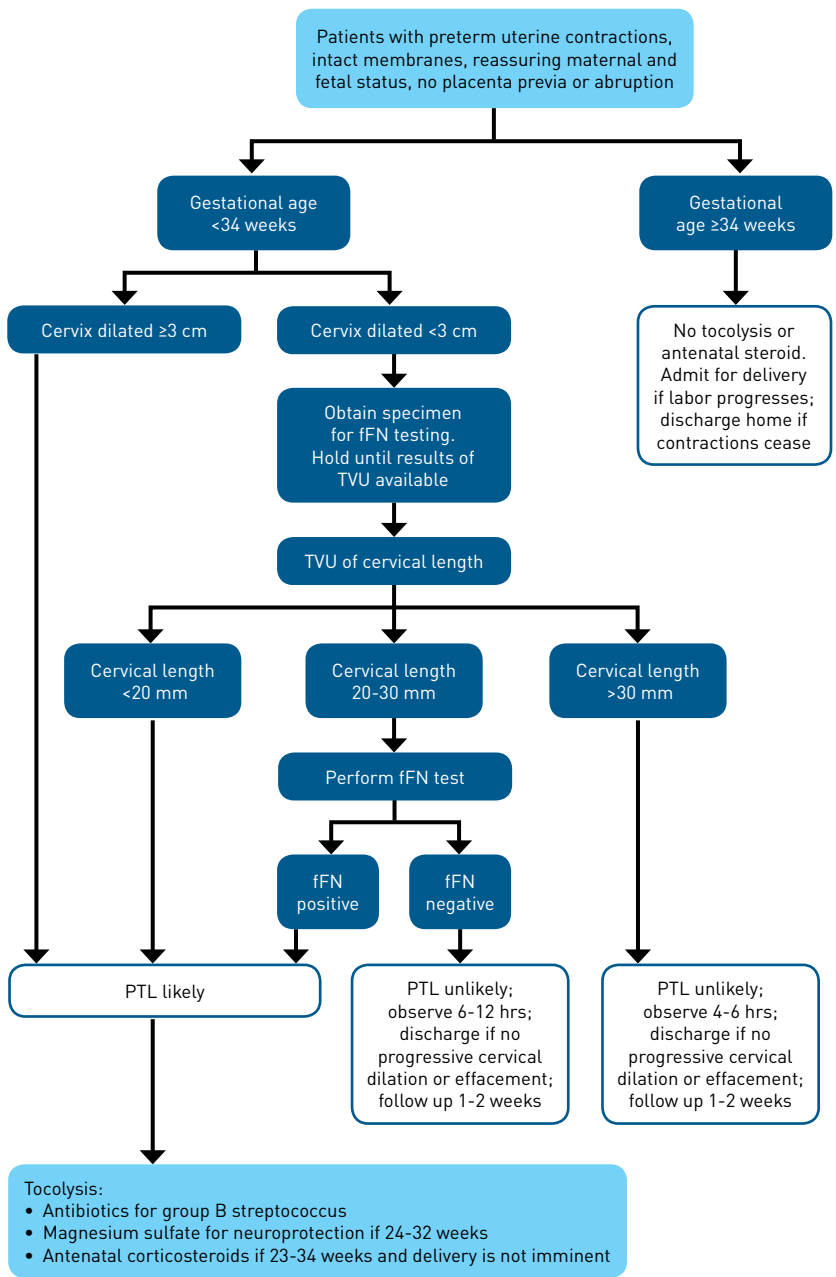 Patients with preterm uterine contractions,
intact membranes, reassuring maternal and
fetal status, no placenta previa or abruption
Gestational age
<34 weeks
Gestational
age ≥34 weeks
Cervix dilated ≥3 cm
Cervix dilated <3 cm
No tocolysis or
antenatal steroid.
Admit for delivery
if labor progresses;
discharge home if
contractions cease
Obtain specimen
for fFN testing.
Hold until results of
TVU available
TVU of cervical length
Cervical length
<20 mm
Cervical length
20-30 mm
Cervical length
>30 mm
Perform fFN test
fFN
positive
fFN
negative
PTL likely
PTL unlikely;
observe 6-12 hrs;
discharge if no
progressive cervical
dilation or effacement;
follow up 1-2 weeks
PTL unlikely;
observe 4-6 hrs;
discharge if no
progressive cervical
dilation or effacement;
follow up 1-2 weeks
Tocolysis:
• Antibiotics for group B streptococcus
• Magnesium sulfate for neuroprotection if 24-32 weeks
• Antenatal corticosteroids if 23-34 weeks and delivery is not imminent